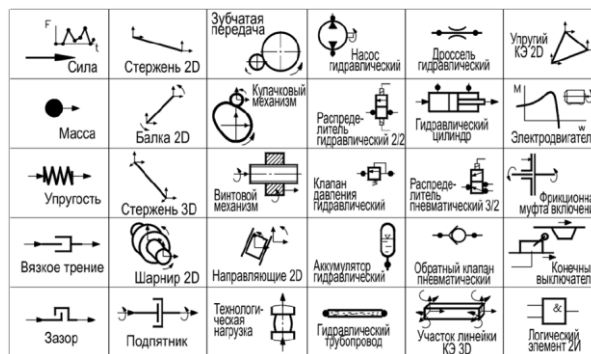 F
t
Сила
Стержень 2D
Зубчатая
передача
Насос
гидравлический
Дроссель
гидравлический
Упругий
КЭ 2D
Масса
Балка 2D
Кулачковый
механизм
Распреде-
литель
гидравлический 2/2
Гидравлический
цилиндр
M
w
Электродвигател
Упругость
Стержень 3D
Винтовой
механизм
Клапан
давления
гидравлический
Распреде-
литель
пневматический 3/2
Фрикционна
муфта включени
Вязкое трение
Шарнир 2D
Направляющие 2D
Аккумулятор
гидравлический
Обратный клапан
пневматический
Конечны
выключател
Зазор
Подпятник
Технологи-
ческая
нагрузка
Гидравлический
трубопровод
Участок линейки
КЭ 3D
&
Логический
элемент 2И